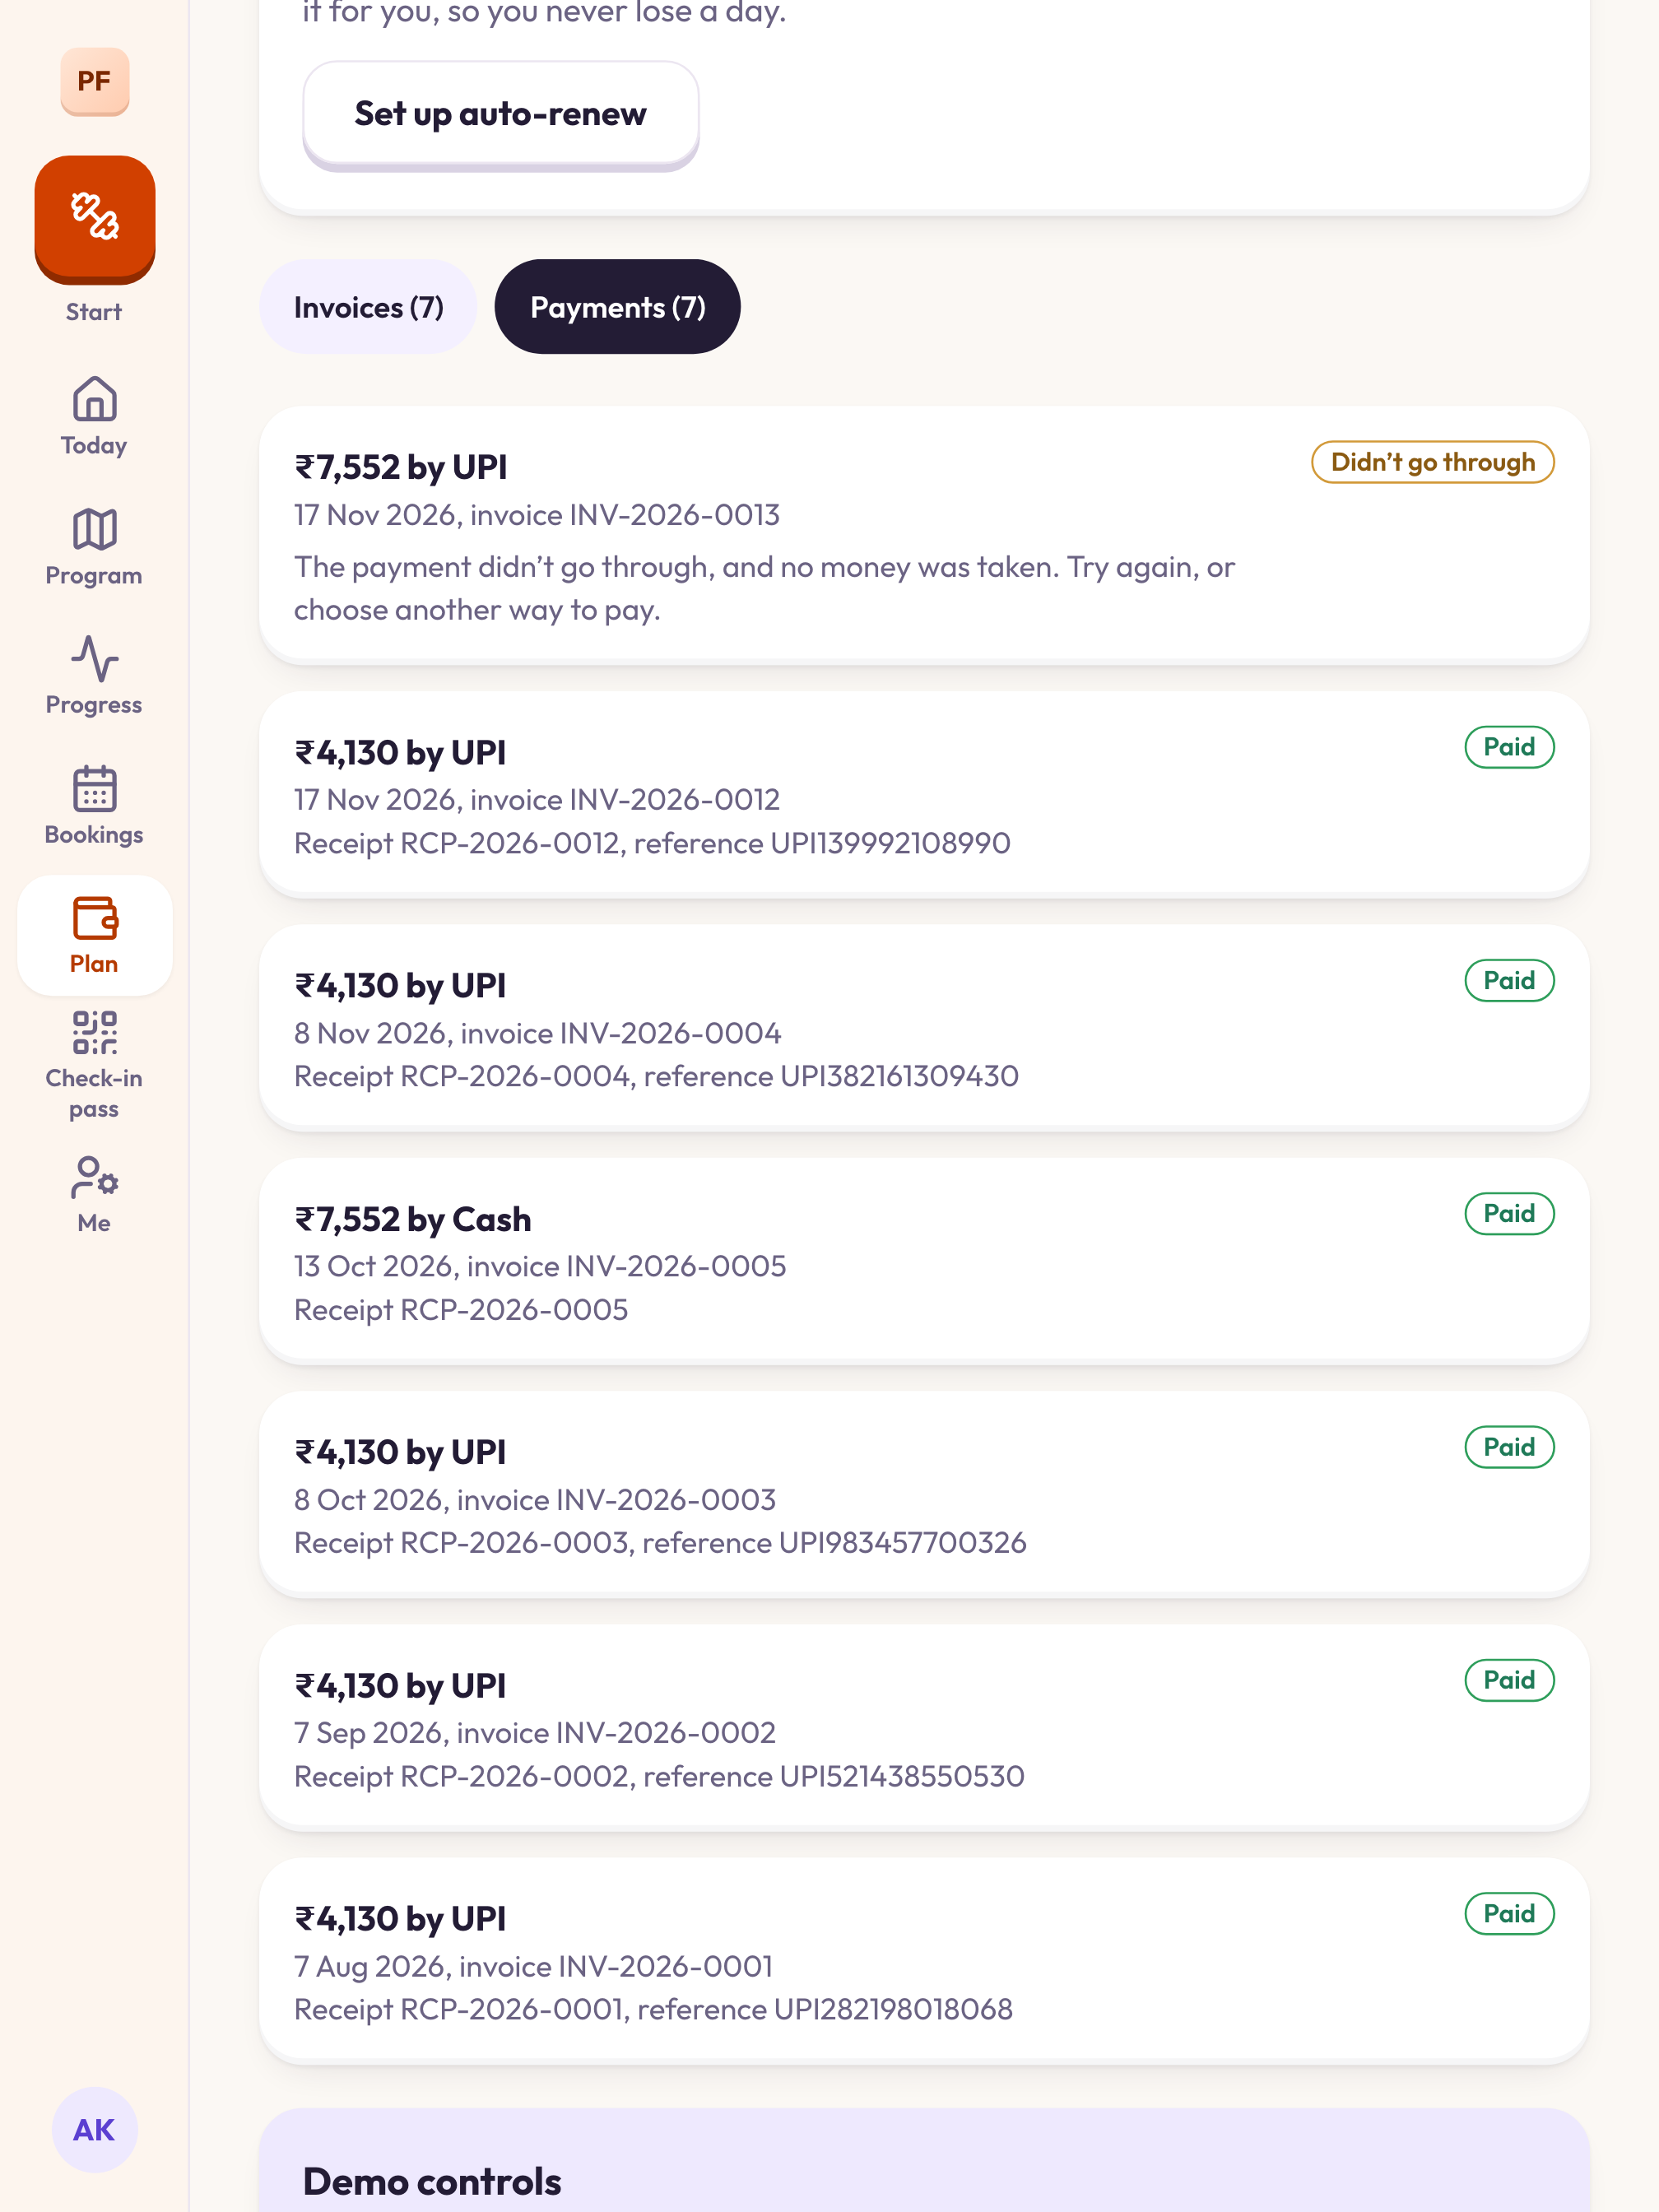 PF
Start
Today
Program
Progress
Bookings
Plan
Check-in
pass
Me
AK
it for you, so you never lose a day.
Set up auto-renew
Invoices (7)
Payments (7)
₹7,552 by UPI
Didn’t go through
17 Nov 2026, invoice INV-2026-0013
The payment didn’t go through, and no money was taken. Try again, or
choose another way to pay.
₹4,130 by UPI
Paid
17 Nov 2026, invoice INV-2026-0012
Receipt RCP-2026-0012, reference UPI139992108990
₹4,130 by UPI
Paid
8 Nov 2026, invoice INV-2026-0004
Receipt RCP-2026-0004, reference UPI382161309430
₹7,552 by Cash
Paid
13 Oct 2026, invoice INV-2026-0005
Receipt RCP-2026-0005
₹4,130 by UPI
Paid
8 Oct 2026, invoice INV-2026-0003
Receipt RCP-2026-0003, reference UPI983457700326
₹4,130 by UPI
Paid
7 Sep 2026, invoice INV-2026-0002
Receipt RCP-2026-0002, reference UPI521438550530
₹4,130 by UPI
Paid
7 Aug 2026, invoice INV-2026-0001
Receipt RCP-2026-0001, reference UPI282198018068
Demo controls